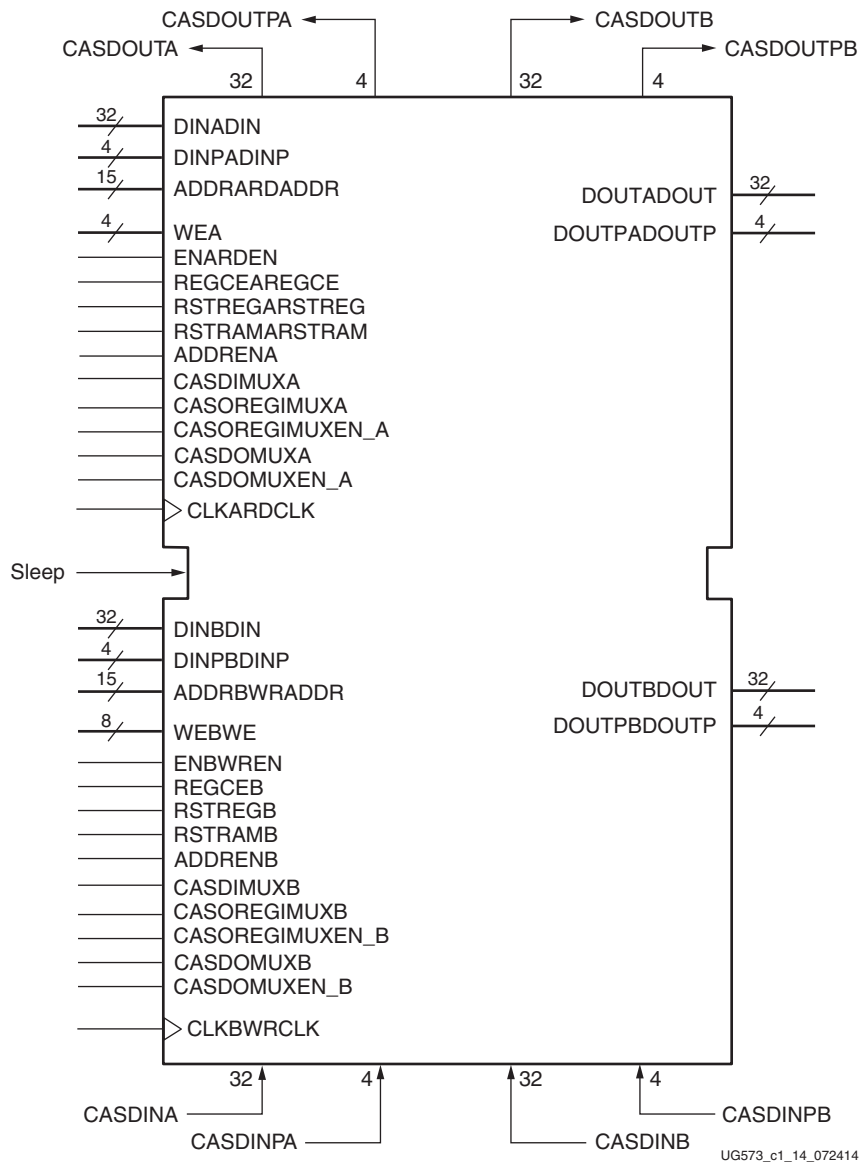 CASDOUTPA
CASDOUTB
CASDOUTA
CASDOUTPB
32
4
32
4
32
DINADIN
4
DINPADINP
15
ADDRARDADDR
DOUTADOUT
32
4
WEA
DOUTPADOUTP
4
ENARDEN
REGCEAREGCE
RSTREGARSTREG
RSTRAMARSTRAM
ADDRENA
CASDIMUXA
CASOREGIMUXA
CASOREGIMUXEN_A
CASDOMUXA
CASDOMUXEN_A
CLKARDCLK
Sleep
32
DINBDIN
4
DINPBDINP
15
ADDRBWRADDR
DOUTBDOUT
32
8
WEBWE
DOUTPBDOUTP
4
ENBWREN
REGCEB
RSTREGB
RSTRAMB
ADDRENB
CASDIMUXB
CASOREGIMUXB
CASOREGIMUXEN_B
CASDOMUXB
CASDOMUXEN_B
CLKBWRCLK
32
4
32
4
CASDINA
CASDINPB
CASDINPA
CASDINB
UG573_c1_14_072414